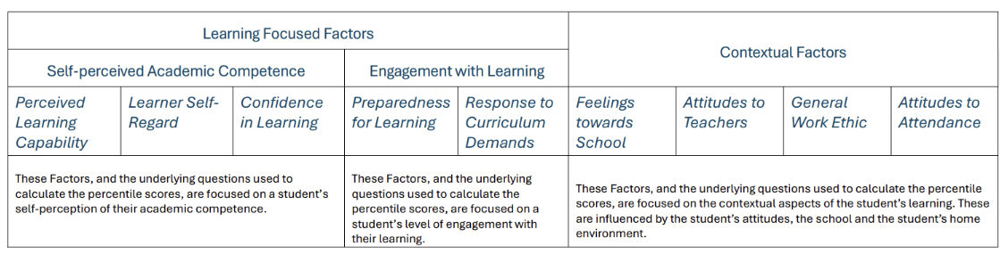 Learning Focused Factors
Contextual Factors
Self-perceived Academic Competence
Engagement with Learning
Perceived
Learning
Capability
Learner Self-
Regard
Confidence
in Learning
Preparedness
for Learning
Response to
Curriculum
Demands
Feelings
towards
School
Attitudes to
Teachers
General
Work Ethic
Attitudes to
Attendance
These Factors, and the underlying questions used to
calculate the percentile scores, are focused on a student’s
self-perception of their academic competence.
These Factors, and the underlying
questions used to calculate the
percentile scores, are focused on a
student’s level of engagement with
their learning.
These Factors, and the underlying questions used to calculate the percentile
scores, are focused on the contextual aspects of the student’s learning. These
are influenced by the student’s attitudes, the school and the student’s home
environment.